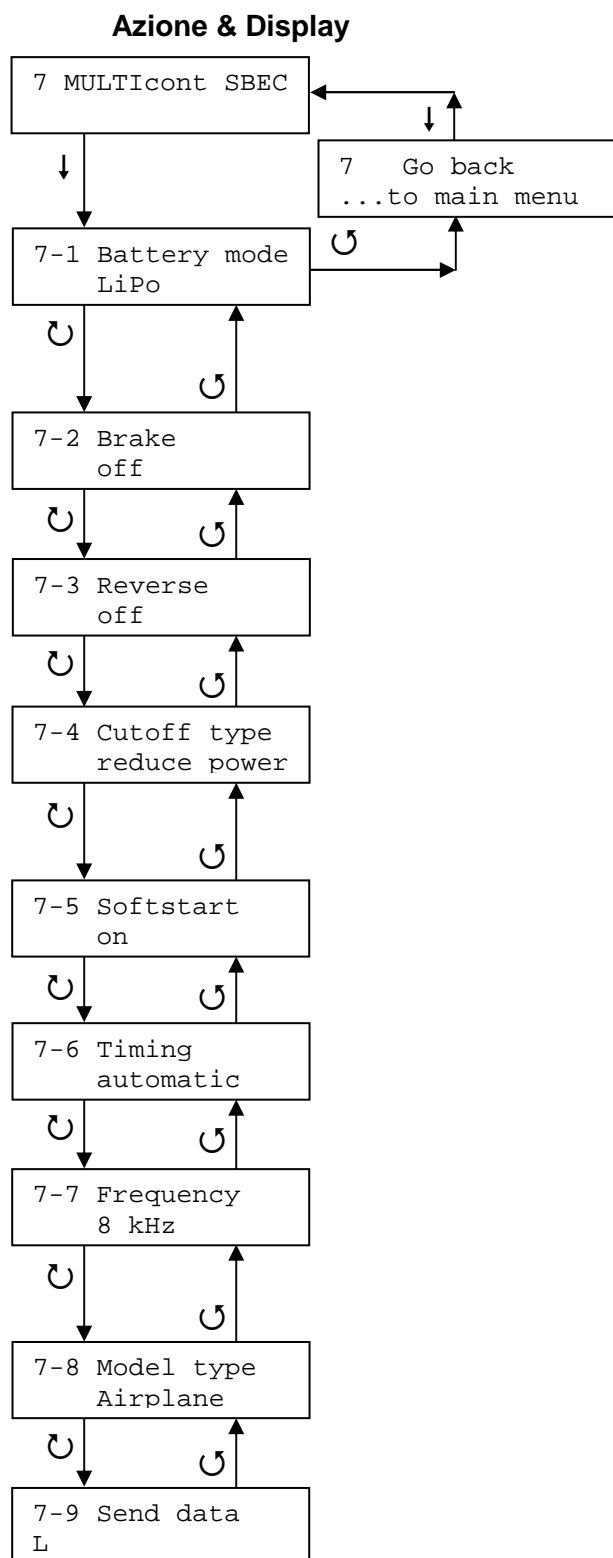 Azione & Display
7 MULTIcont SBEC
7 Go back
...to main menu
7-1 Battery mode
LiPo
7-2 Brake
off
7-3 Reverse
off
7-4 Cutoff type
reduce power
7-5 Softstart
on
7-6 Timing
automatic
7-7 Frequency
8 kHz
7-8 Model type
Airplane
7-9 Send data
L